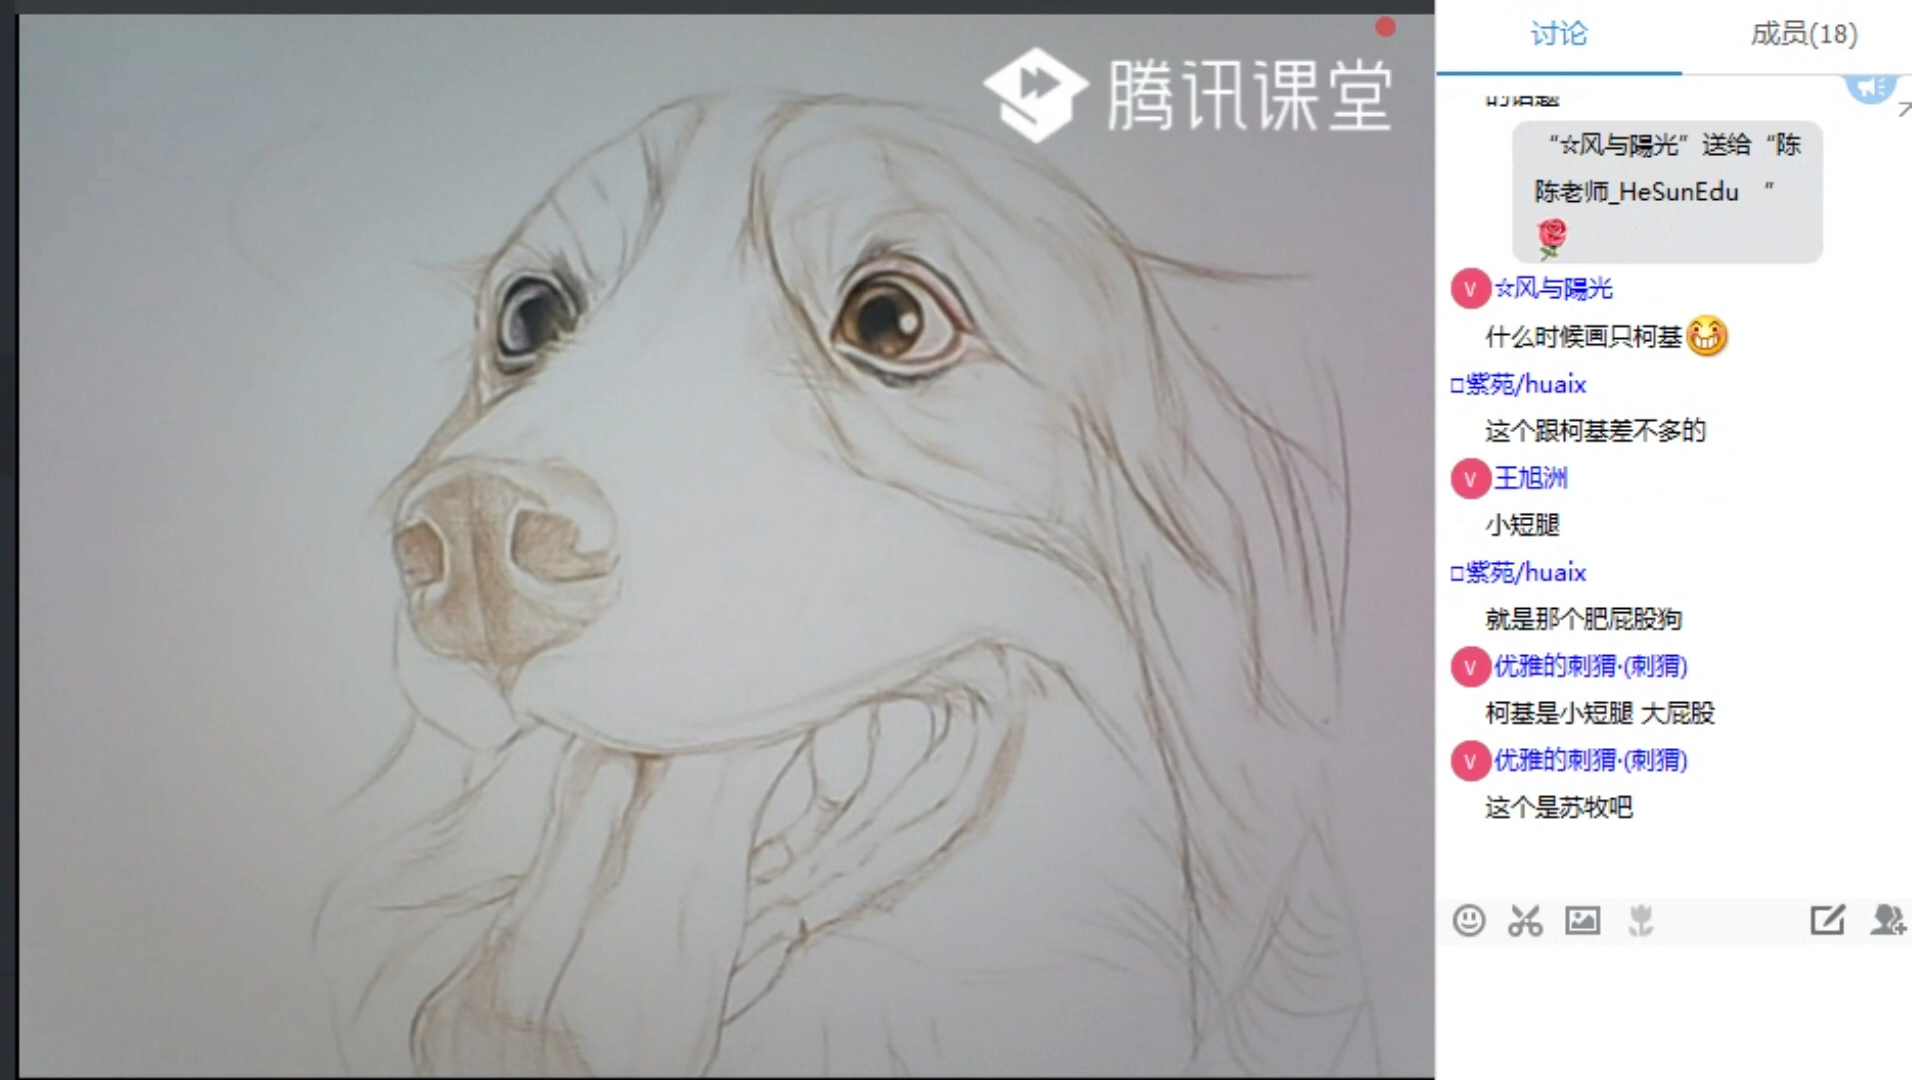 腾讯课堂
讨论
成员(18)
的话题
“☆风与陽光”送给“陈
陈老师_HeSunEdu “
V ☆风与陽光
什么时候画只柯基
□紫苑/huaix
这个跟柯基差不多的
V 王旭洲
小短腿
□紫苑/huaix
就是那个肥屁股狗
V 优雅的刺猬·(刺猬)
柯基是小短腿 大屁股
V 优雅的刺猬·(刺猬)
这个是苏牧吧